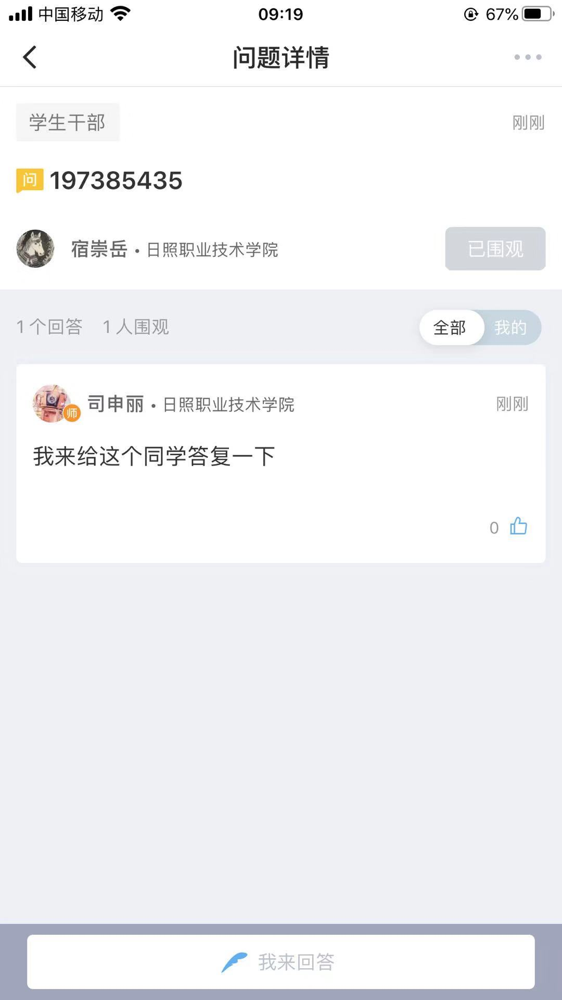 中国移动 09:19 67%
问题详情
学生干部 刚刚
问 197385435
宿崇岳 · 日照职业技术学院 已围观
1个回答 1人围观 全部 我的
师 司申丽 · 日照职业技术学院 刚刚
我来给这个同学答复一下
0
我来回答